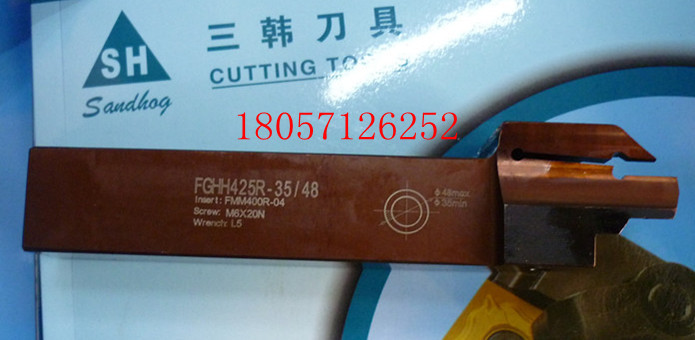 SH
Sandhog
三韩刀具
CUTTING TOOLS
18057126252
FGHH425R-35/48
Insert: FMM400R-04
Screw: M6X20N
Wrench: L5
φ48max
φ35min